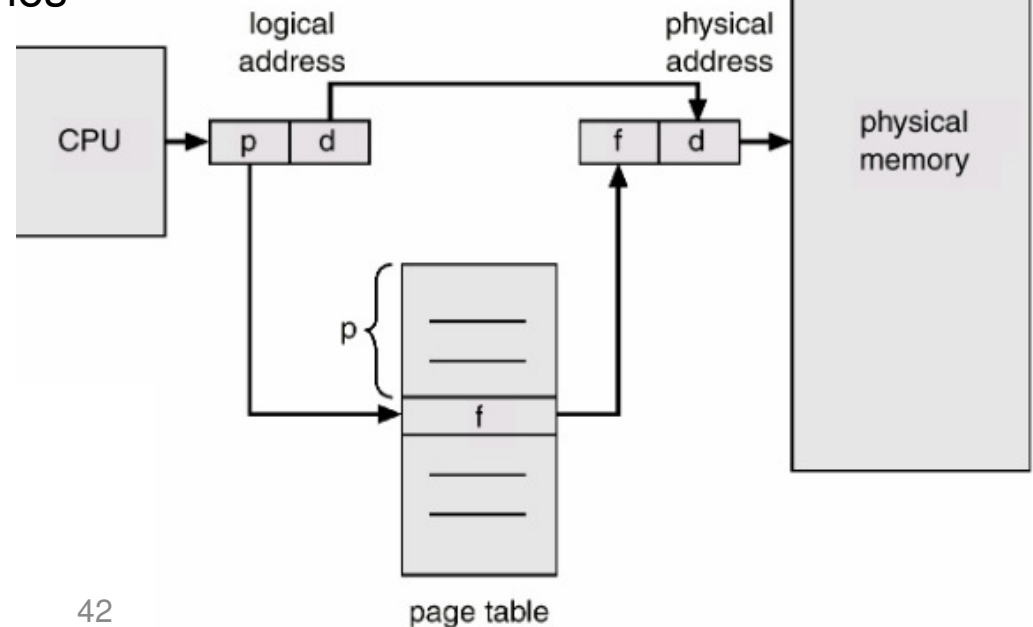 logical
address
physical
address
CPU
p
d
f
d
physical
memory
p
f
42
page table